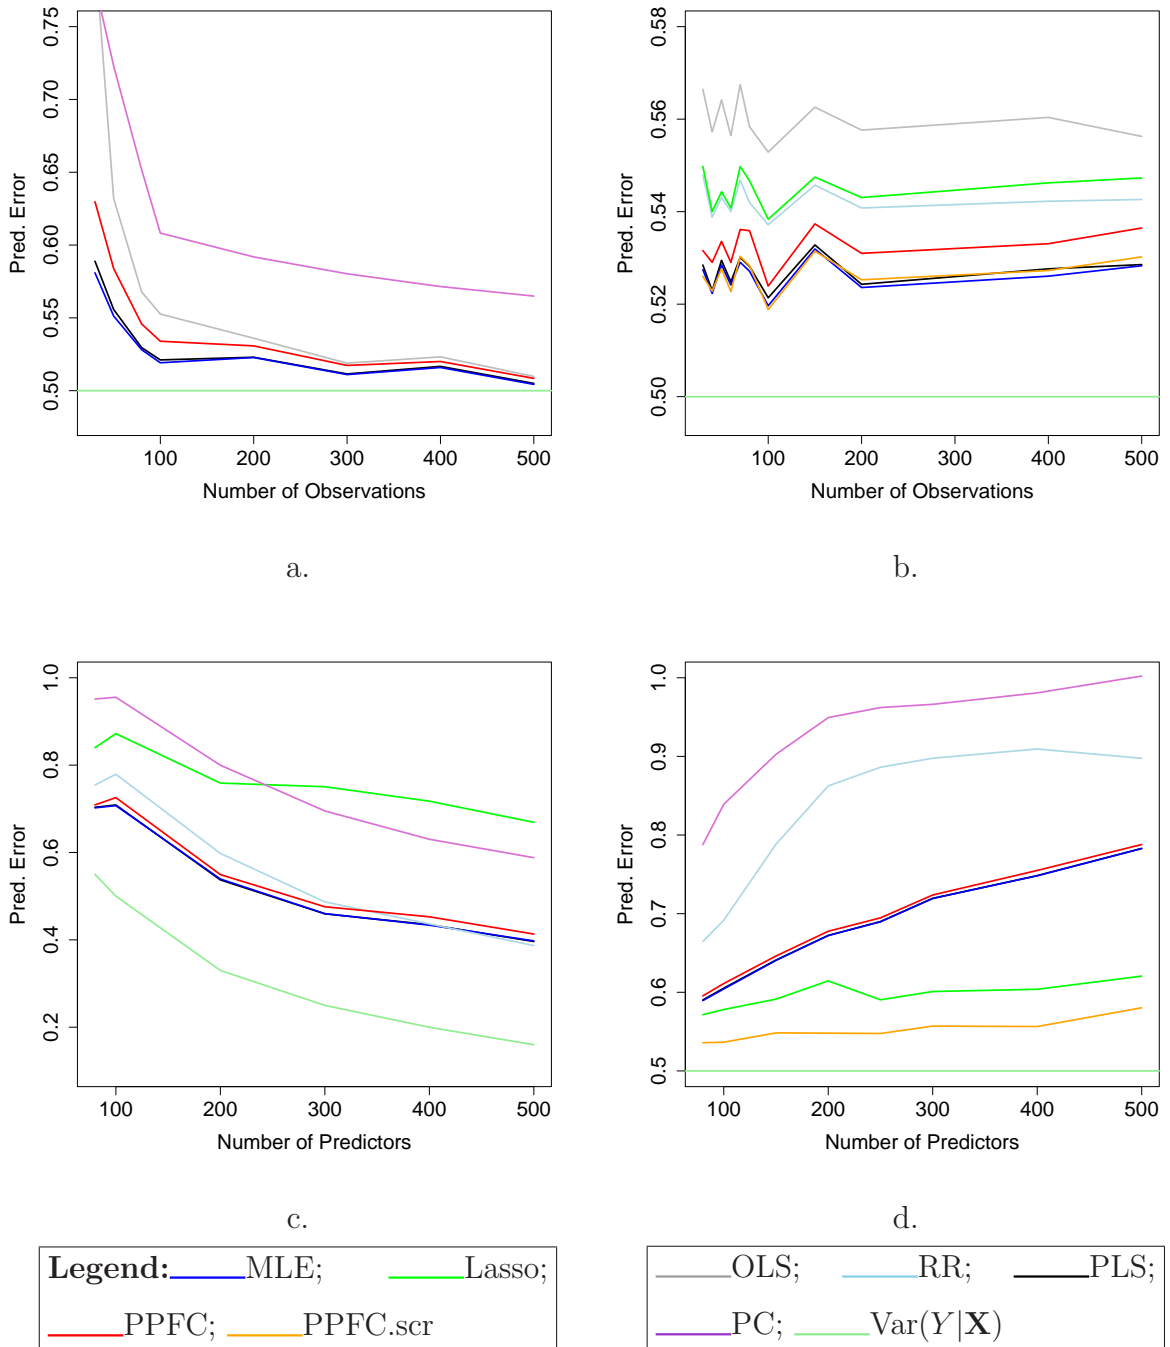 0.75
0.70
0.65
0.60
0.55
0.50
Pred. Error
100 200 300 400 500
Number of Observations
a.
0.58
0.56
0.54
0.52
0.50
Pred. Error
100 200 300 400 500
Number of Observations
b.
1.0
0.8
0.6
0.4
0.2
Pred. Error
100 200 300 400 500
Number of Predictors
c.
1.0
0.9
0.8
0.7
0.6
0.5
Pred. Error
100 200 300 400 500
Number of Predictors
d.
Legend: MLE; Lasso;
PPFC; PPFC.scr
OLS; RR; PLS;
PC; Var(Y|X)